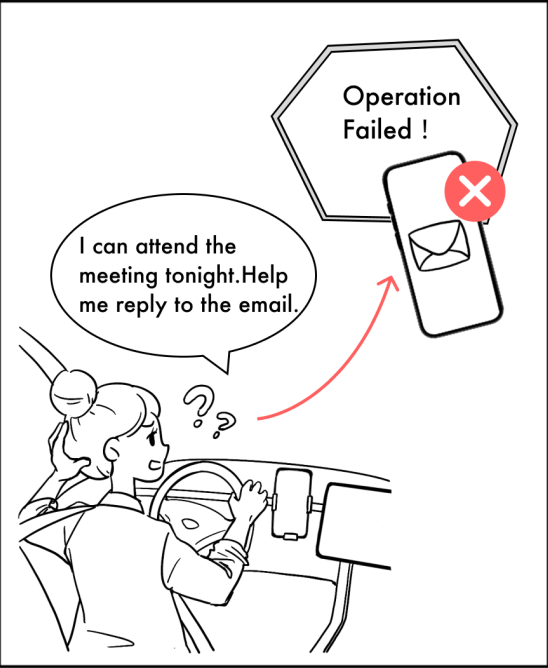 Operation
Failed !
I can attend the
meeting tonight.Help
me reply to the email.
??